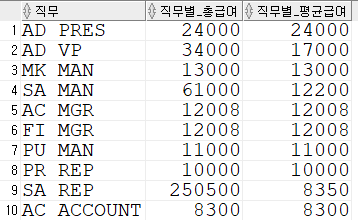 직무 직무별_총급여 직무별_평균급여
1 AD PRES 24000 24000
2 AD VP 34000 17000
3 MK MAN 13000 13000
4 SA MAN 61000 12200
5 AC MGR 12008 12008
6 FI MGR 12008 12008
7 PU MAN 11000 11000
8 PR REP 10000 10000
9 SA REP 250500 8350
10 AC ACCOUNT 8300 8300